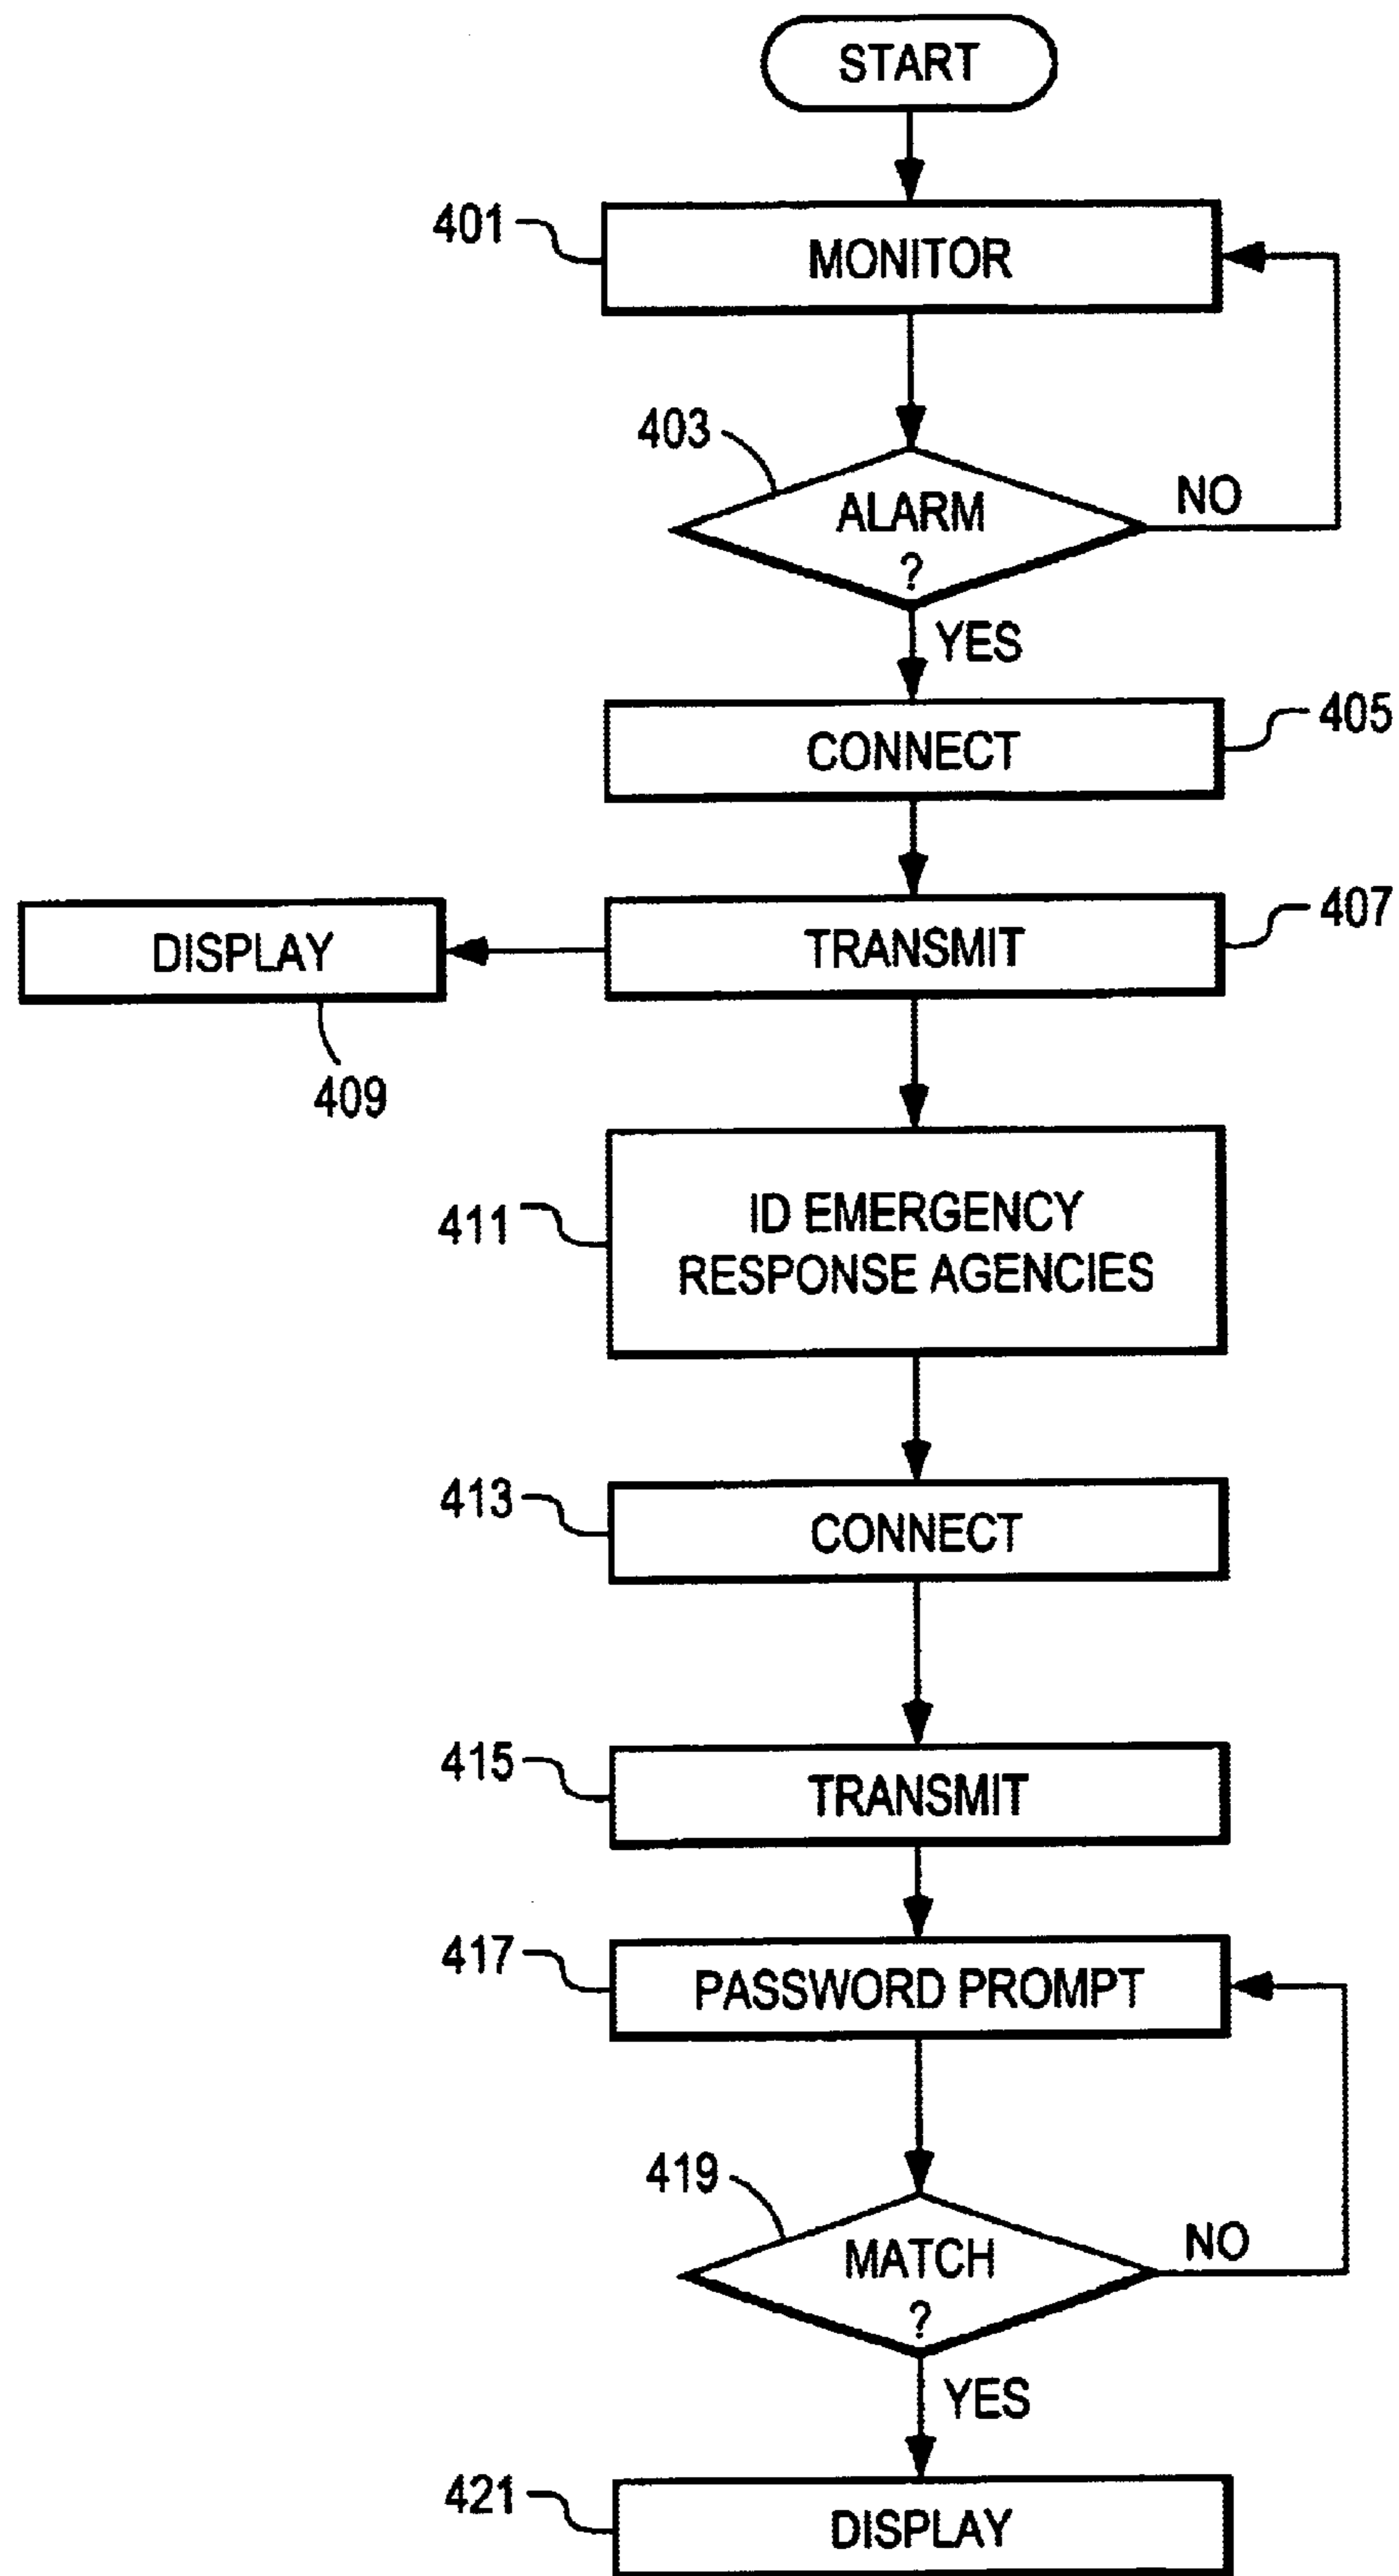 START
401
MONITOR
403
ALARM
?
NO
YES
CONNECT
405
DISPLAY
TRANSMIT
407
409
411
ID EMERGENCY
RESPONSE AGENCIES
413
CONNECT
415
TRANSMIT
417
PASSWORD PROMPT
419
MATCH
?
NO
YES
421
DISPLAY